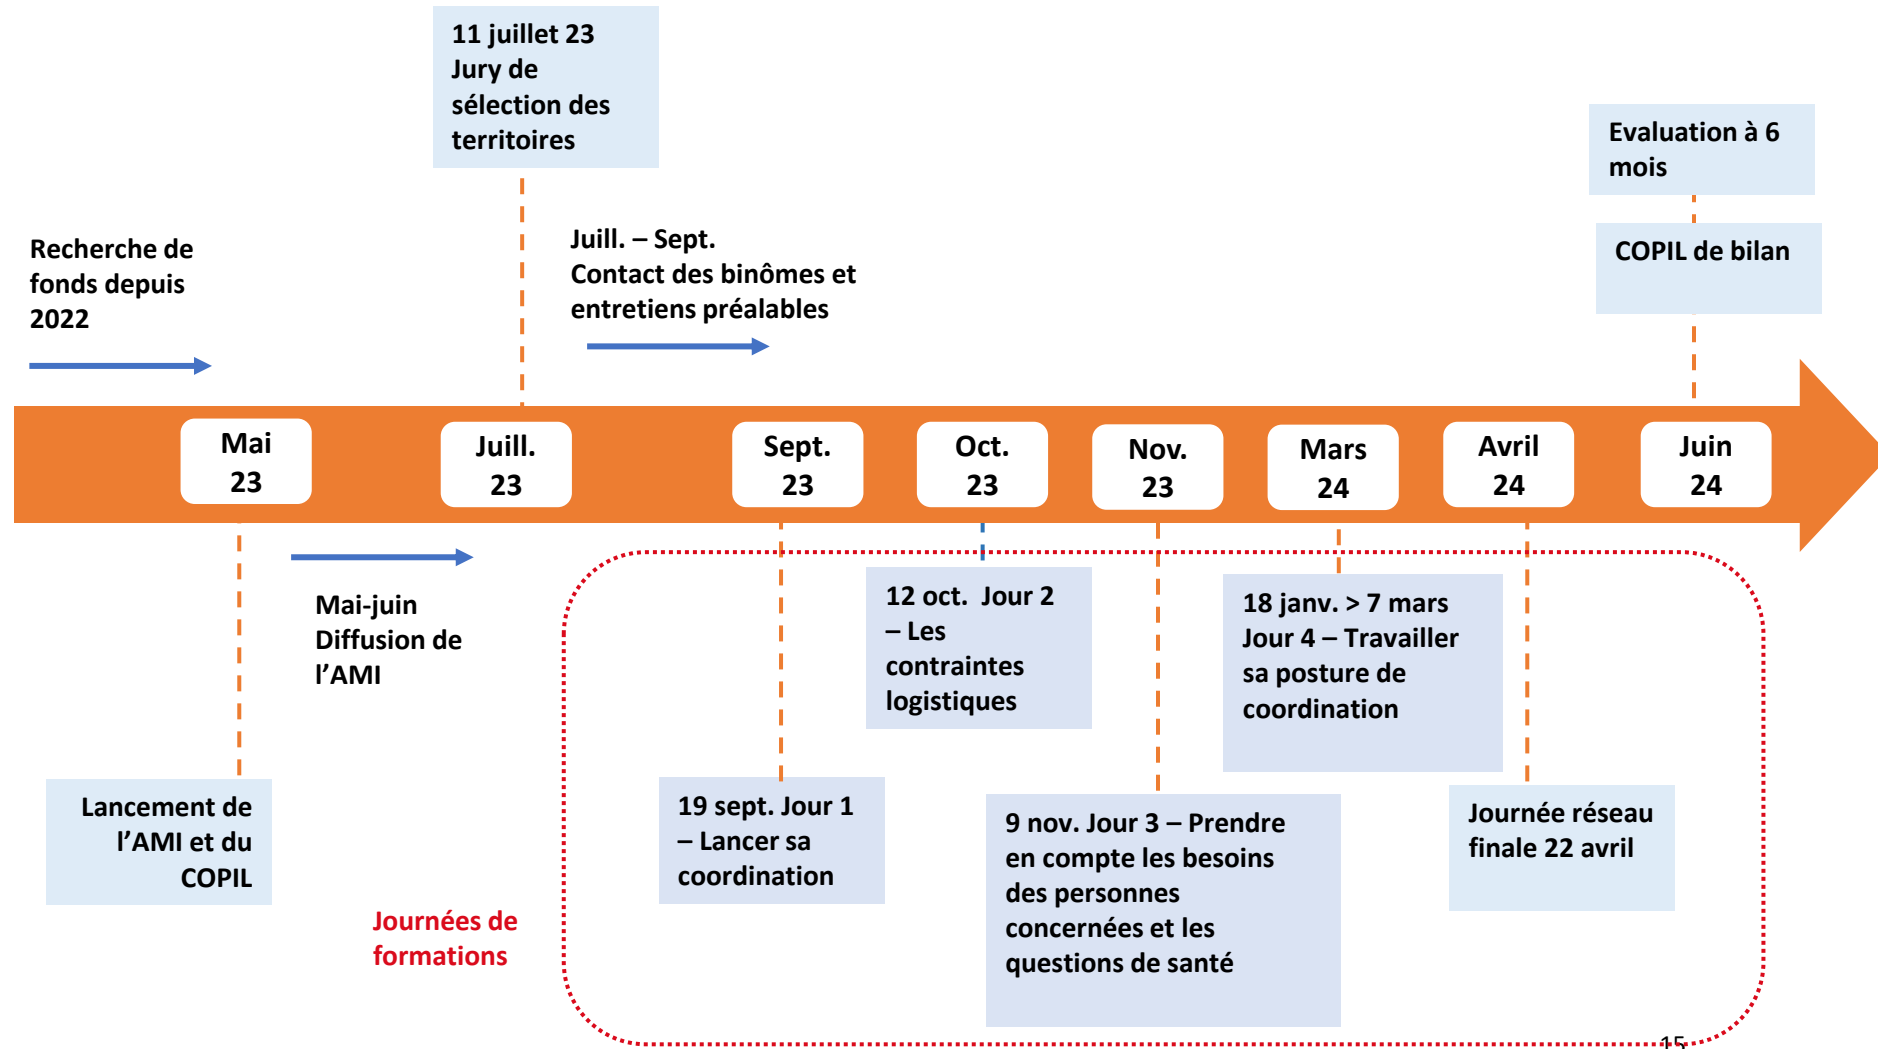 11 juillet 23
Jury de
sélection des
territoires
Evaluation à 6
mois
COPIL de bilan
Recherche de
fonds depuis
2022
Juill. – Sept.
Contact des binômes et
entretiens préalables
Mai
23
Juill.
23
Sept.
23
Oct.
23
Nov.
23
Mars
24
Avril
24
Juin
24
Mai-juin
Diffusion de
l’AMI
12 oct.  Jour 2
– Les
contraintes
logistiques
18 janv. > 7 mars
Jour 4 – Travailler
sa posture de
coordination
Lancement de
l’AMI et du
COPIL
19 sept. Jour 1
– Lancer sa
coordination
9 nov. Jour 3 – Prendre
en compte les besoins
des personnes
concernées et les
questions de santé
Journée réseau
finale 22 avril
Journées de
formations
15